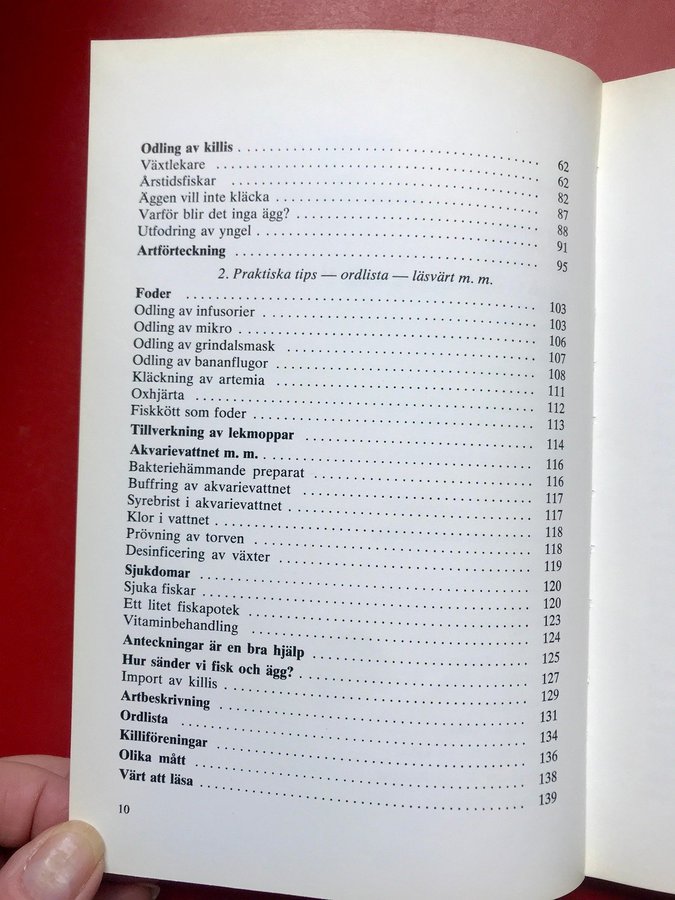 Odling av killis . . . . . 62
Växtlekare . . . . . 62
Årstidsfiskar . . . . . 82
Äggen vill inte kläcka . . . . . 87
Varför blir det inga ägg? . . . . . 88
Utfodring av yngel . . . . . 91
Artförteckning . . . . . 95
2. Praktiska tips — ordlista — läsvärt m. m.
Foder . . . . . 103
Odling av infusorier . . . . . 103
Odling av mikro . . . . . 106
Odling av grindalsmask . . . . . 107
Odling av bananflugor . . . . . 108
Kläckning av artemia . . . . . 111
Oxhjärta . . . . . 112
Fiskkött som foder . . . . . 113
Tillverkning av lekmoppar . . . . . 114
Akvarievattnet m. m. . . . . . 116
Bakteriehämmande preparat . . . . . 116
Buffring av akvarievattnet . . . . . 117
Syrebrist i akvarievattnet . . . . . 117
Klor i vattnet . . . . . 118
Prövning av torven . . . . . 118
Desinficering av växter . . . . . 119
Sjukdomar . . . . . 120
Sjuka fiskar . . . . . 120
Ett litet fiskapotek . . . . . 123
Vitaminbehandling . . . . . 124
Anteckningar är en bra hjälp . . . . . 125
Hur sänder vi fisk och ägg? . . . . . 127
Import av killis . . . . . 129
Artbeskrivning . . . . . 131
Ordlista . . . . . 134
Killiföreningar . . . . . 136
Olika mått . . . . . 138
Värt att läsa . . . . . 139
10